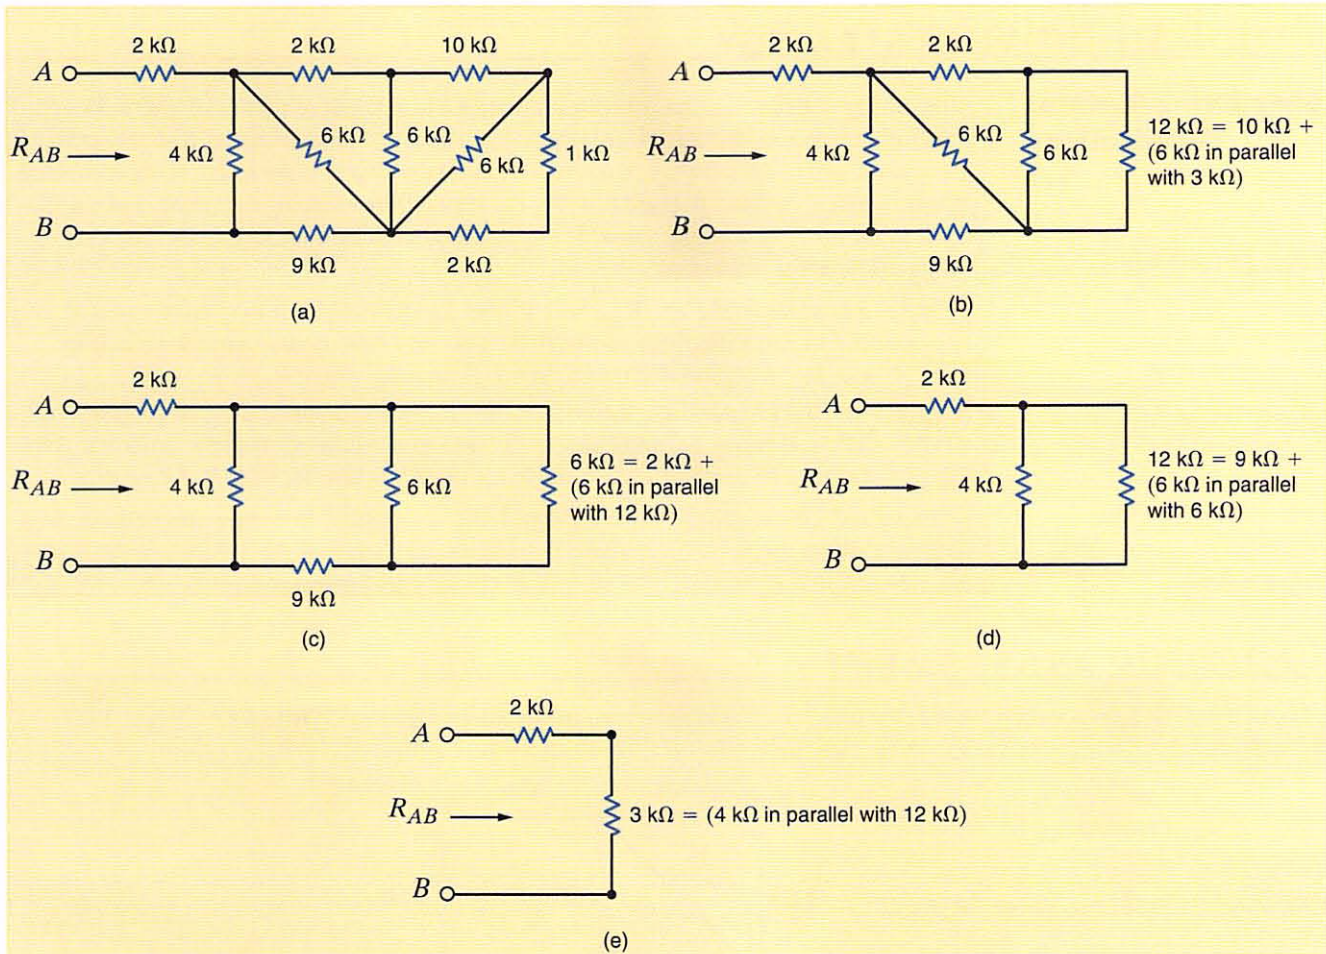 2 kΩ 2 kΩ 10 kΩ
A
R_AB
4 kΩ 6 kΩ 6 kΩ 6 kΩ 1 kΩ
B
9 kΩ 2 kΩ
(a)
2 kΩ 2 kΩ
A
R_AB
4 kΩ 6 kΩ 6 kΩ
12 kΩ = 10 kΩ +
(6 kΩ in parallel
with 3 kΩ)
B
9 kΩ
(b)
2 kΩ
A
R_AB
4 kΩ 6 kΩ
6 kΩ = 2 kΩ +
(6 kΩ in parallel
with 12 kΩ)
B
9 kΩ
(c)
2 kΩ
A
R_AB
4 kΩ
12 kΩ = 9 kΩ +
(6 kΩ in parallel
with 6 kΩ)
B
(d)
2 kΩ
A
R_AB
3 kΩ = (4 kΩ in parallel with 12 kΩ)
B
(e)